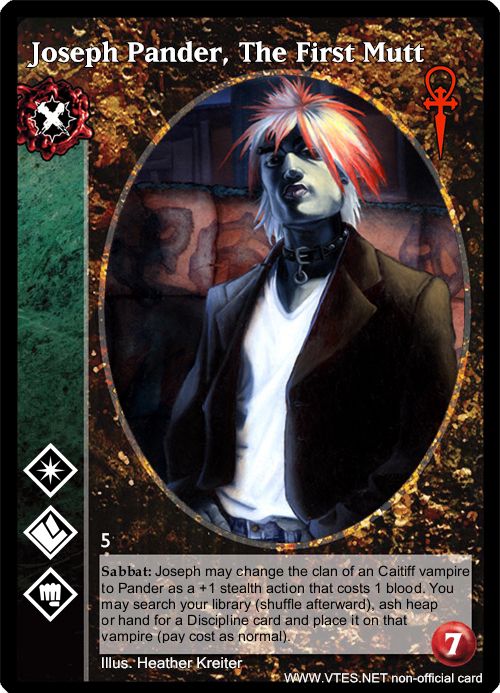 Joseph Pander, The First Mutt
5
Sabbat: Joseph may change the clan of an Caitiff vampire
to Pander as a +1 stealth action that costs 1 blood. You
may search your library (shuffle afterward), ash heap
or hand for a Discipline card and place it on that
vampire (pay cost as normal).
7
Illus. Heather Kreiter
WWW.VTES.NET non-official card